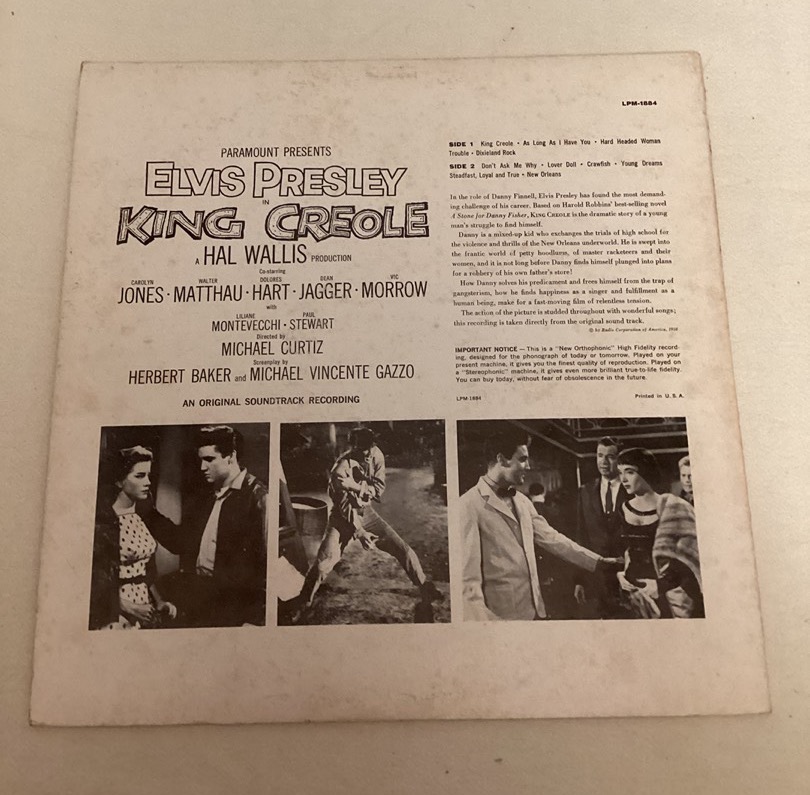 LPM-1884
PARAMOUNT PRESENTS
ELVIS PRESLEY
IN
KING CREOLE
A HAL WALLIS PRODUCTION
Co-starring
CAROLYN WALTER DOLORES DEAN VIC
JONES · MATTHAU · HART · JAGGER · MORROW
with
LILIANE PAUL
MONTEVECCHI · STEWART
Directed by
MICHAEL CURTIZ
Screenplay by
HERBERT BAKER and MICHAEL VINCENTE GAZZO
AN ORIGINAL SOUNDTRACK RECORDING
SIDE 1 King Creole • As Long As I Have You • Hard Headed Woman
Trouble • Dixieland Rock
SIDE 2 Don't Ask Me Why • Lover Doll • Crawfish • Young Dreams
Steadfast, Loyal and True • New Orleans
In the role of Danny Finnell, Elvis Presley has found the most demand-
ing challenge of his career. Based on Harold Robbins' best-selling novel
A Stone for Danny Fisher, KING CREOLE is the dramatic story of a young
man's struggle to find himself.
Danny is a mixed-up kid who exchanges the trials of high school for
the violence and thrills of the New Orleans underworld. He is swept into
the frantic world of petty hoodlums, of master racketeers and their
women, and it is not long before Danny finds himself plunged into plans
for a robbery of his own father's store!
How Danny solves his predicament and frees himself from the trap of
gangsterism, how he finds happiness as a singer and fulfillment as a
human being, make for a fast-moving film of relentless tension.
The action of the picture is studded throughout with wonderful songs;
this recording is taken directly from the original sound track.
© by Radio Corporation of America, 1958
IMPORTANT NOTICE — This is a "New Orthophonic" High Fidelity record-
ing, designed for the phonograph of today or tomorrow. Played on your
present machine, it gives you the finest quality of reproduction. Played on
a "Stereophonic" machine, it gives even more brilliant true-to-life fidelity.
You can buy today, without fear of obsolescence in the future.
LPM-1884 Printed in U. S. A.